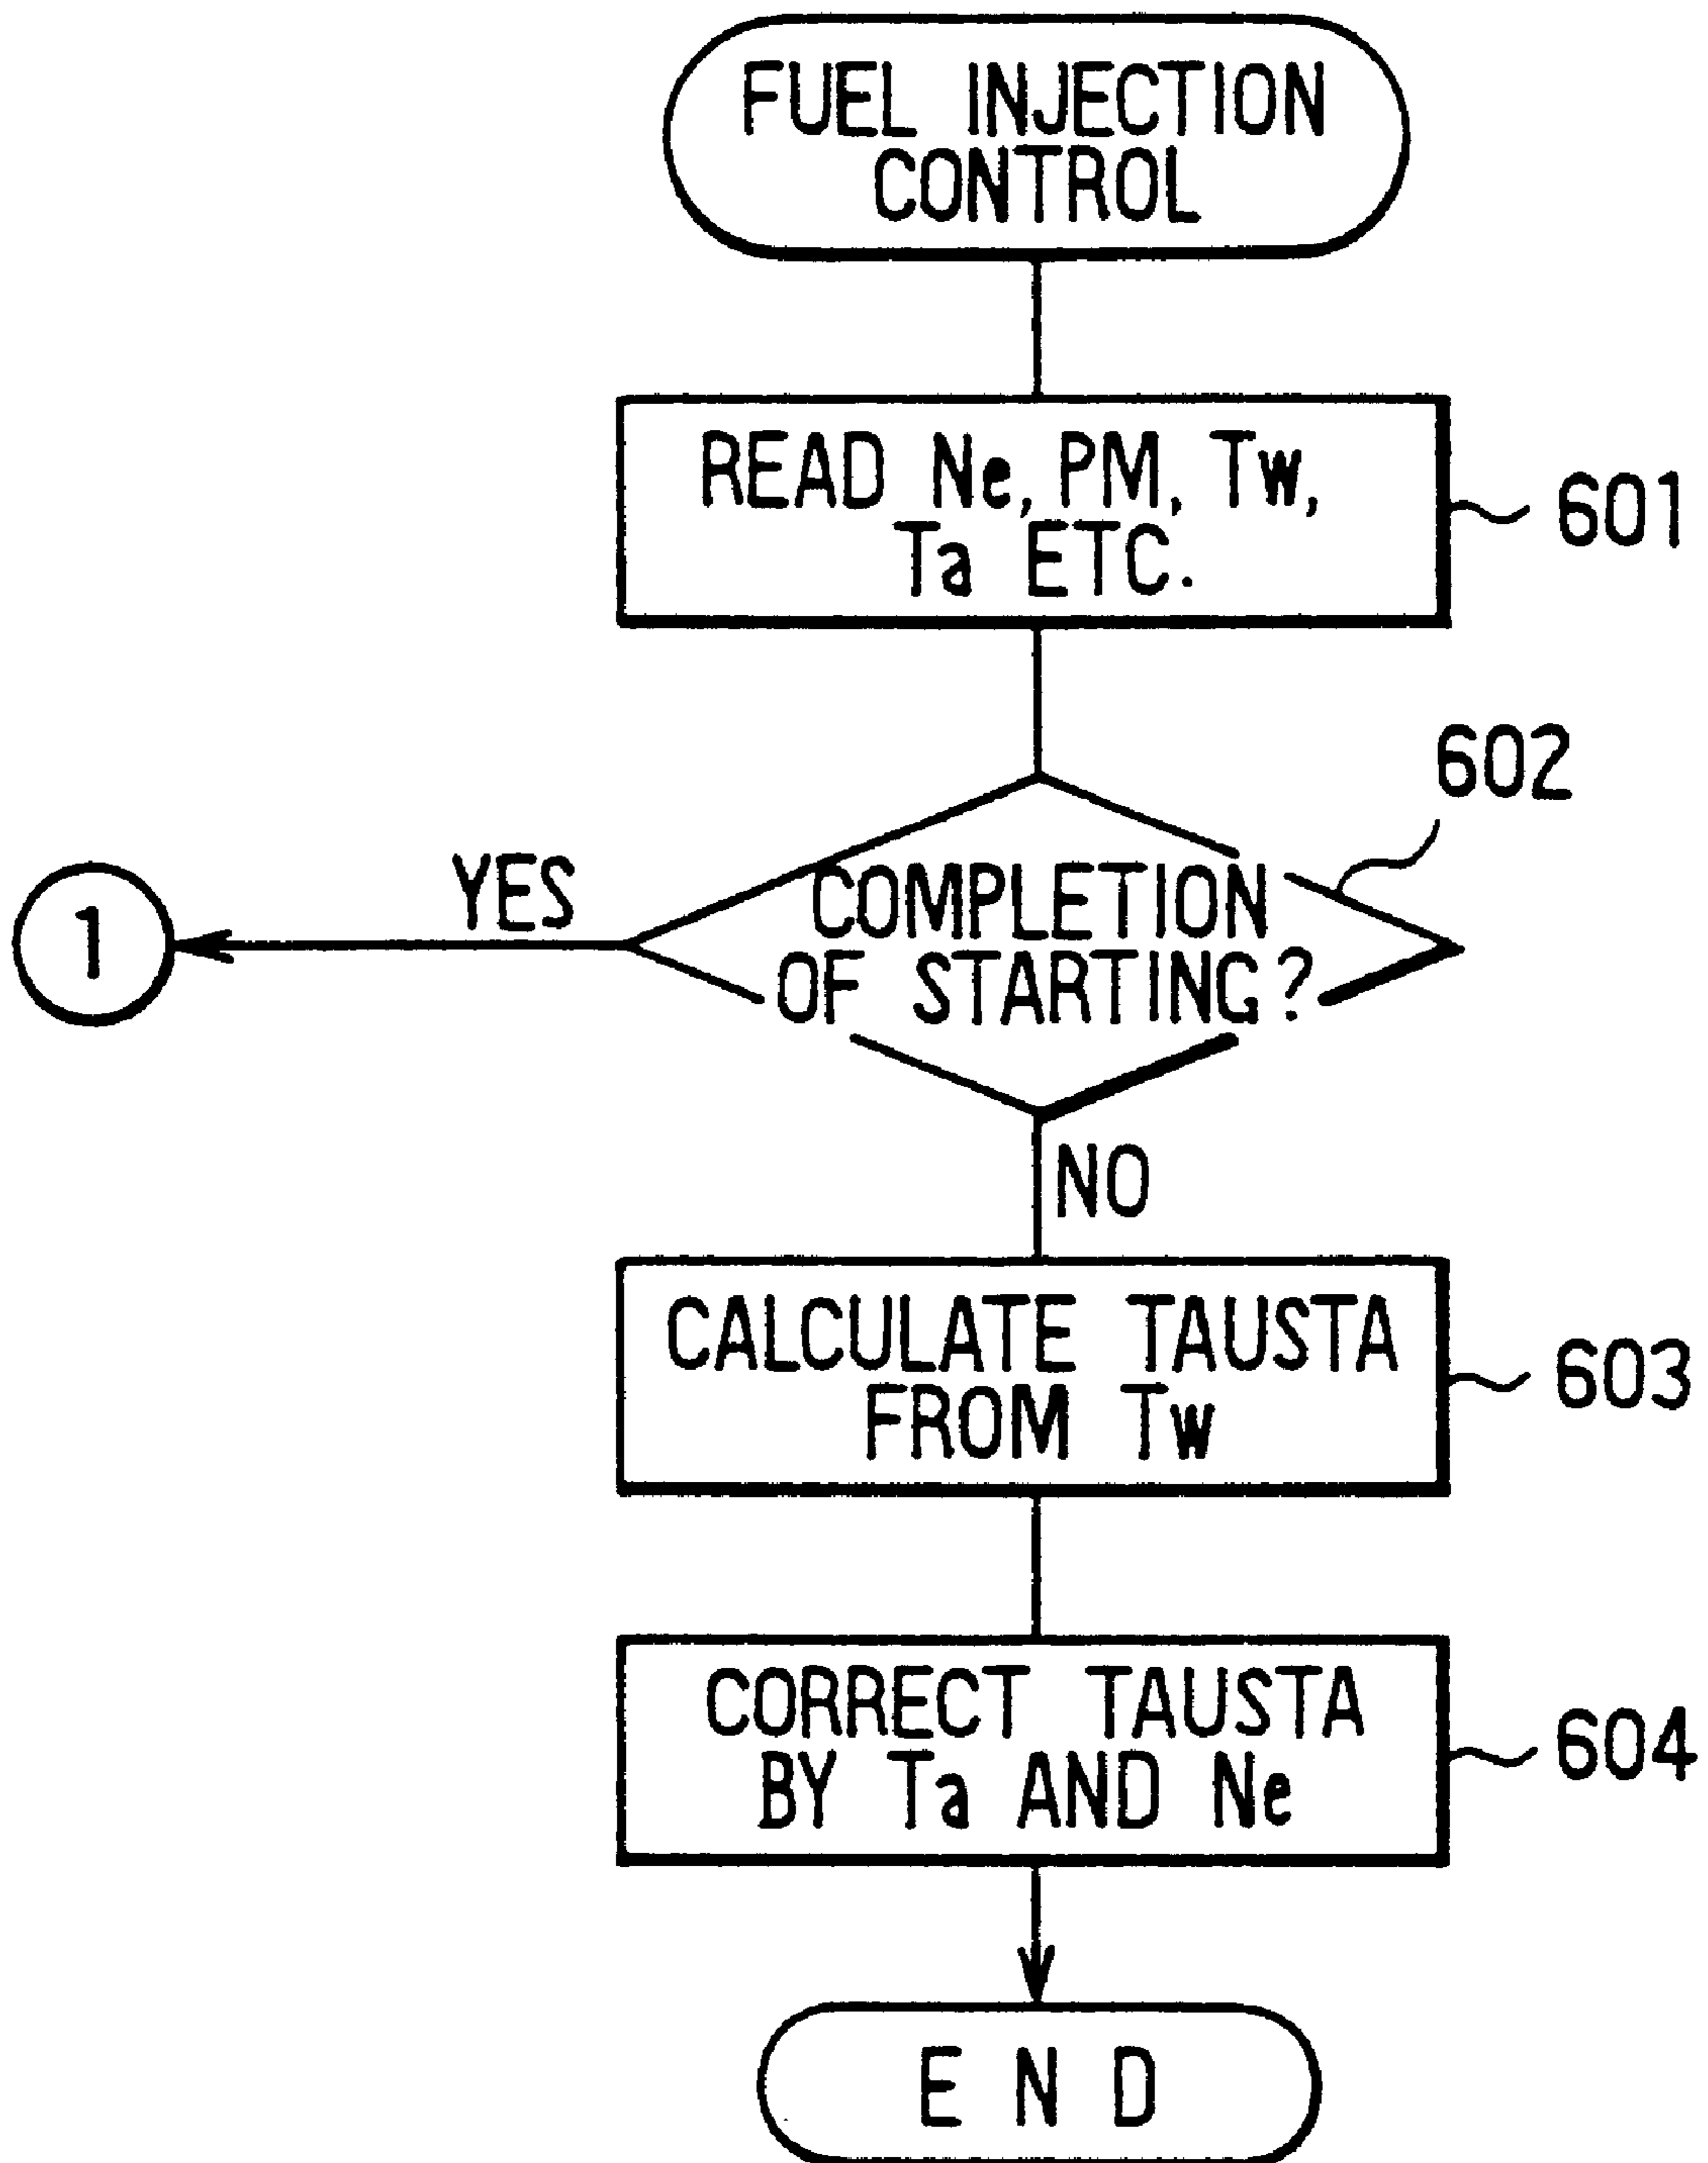 FUEL INJECTION
CONTROL
READ Ne, PM, Tw,
Ta ETC.
601
602
YES
1
COMPLETION
OF STARTING?
NO
CALCULATE TAUSTA
FROM Tw
603
CORRECT TAUSTA
BY Ta AND Ne
604
END